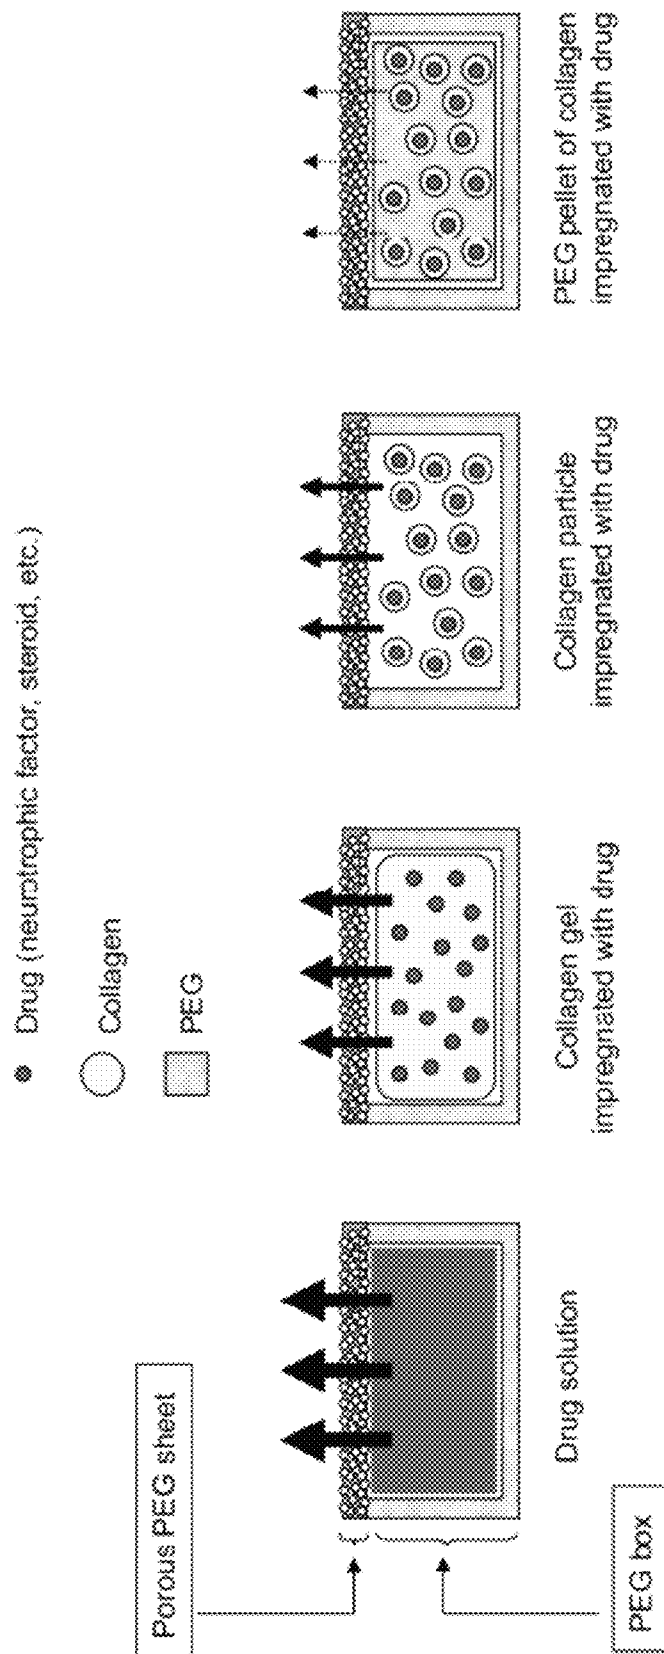 Drug (neurotrophic factor, steroid, etc.)
Collagen
PEG
Porous PEG sheet
PEG box
Drug solution
Collagen gel
impregnated with drug
Collagen particle
impregnated with drug
PEG pellet of collagen
impregnated with drug